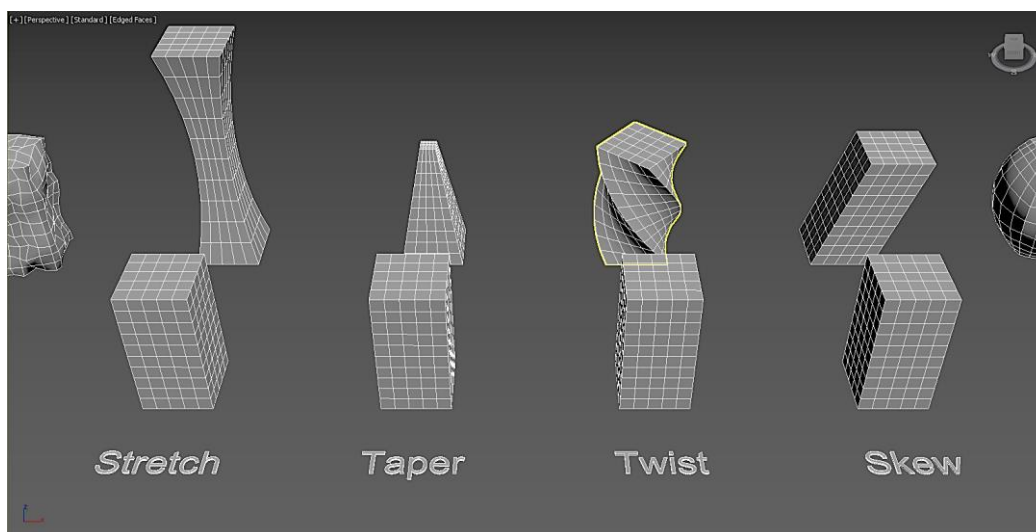 [+] [Perspective] [Standard] [Edged Faces]
Stretch Taper Twist Skew